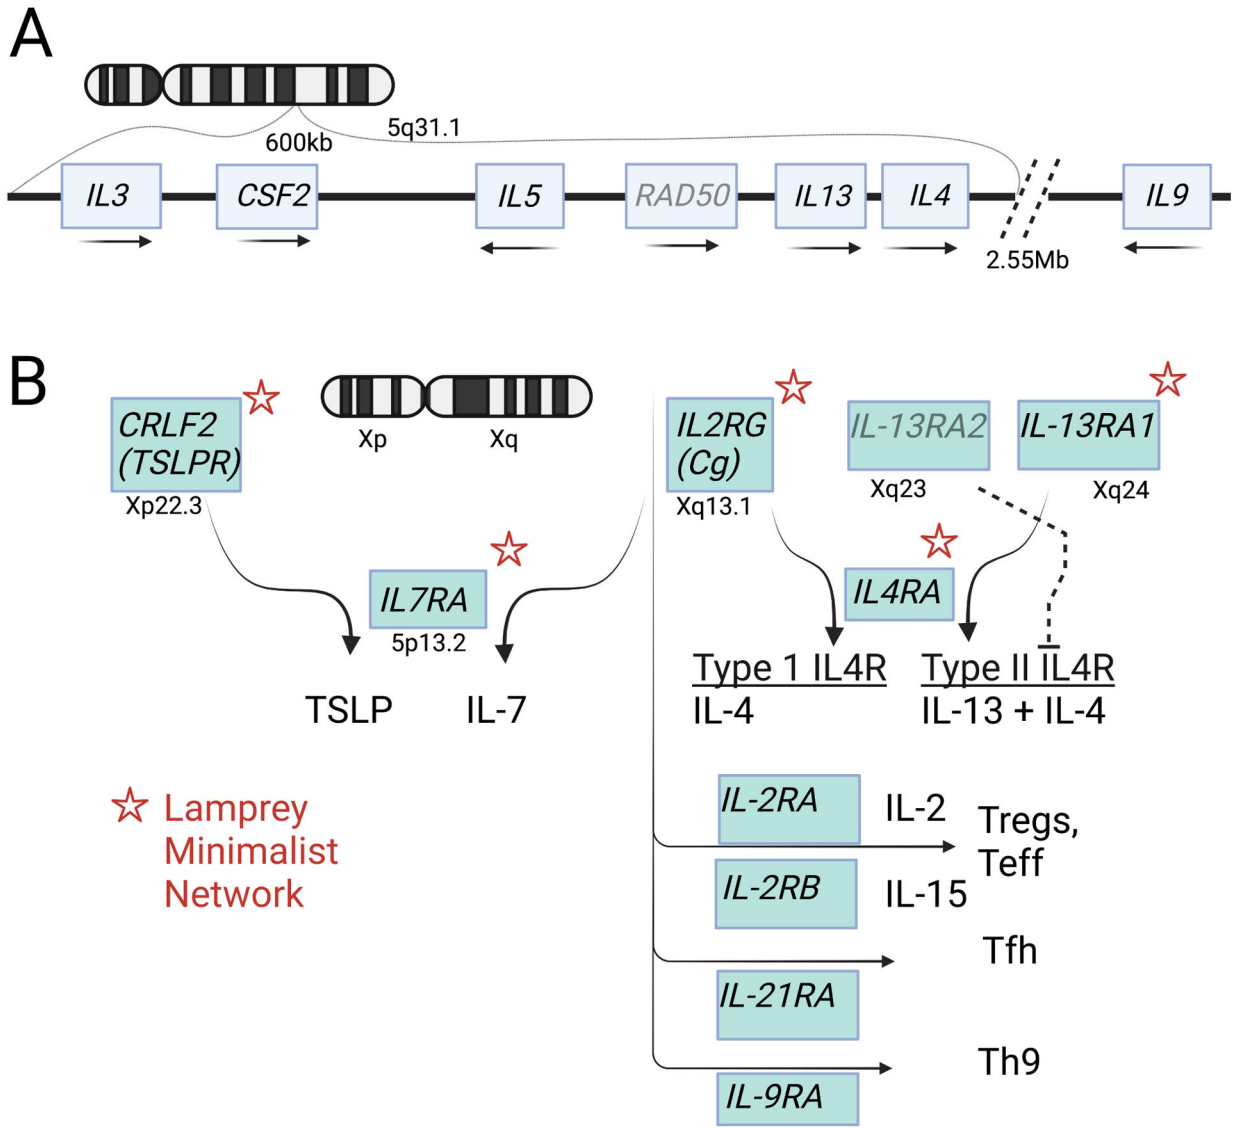 A
600kb
5q31.1
IL3
CSF2
IL5
RAD50
IL13
IL4
IL9
2.55Mb
B
CRLF2
(TSLPR)
Xp22.3
Xp
Xq
IL7RA
5p13.2
TSLP
IL-7
IL2RG
(Cg)
Xq13.1
IL-13RA2
Xq23
IL-13RA1
Xq24
IL4RA
Type 1 IL4R
IL-4
Type II IL4R
IL-13 + IL-4
Lamprey
Minimalist
Network
IL-2RA
IL-2
Tregs,
Teff
IL-2RB
IL-15
Tfh
IL-21RA
Th9
IL-9RA